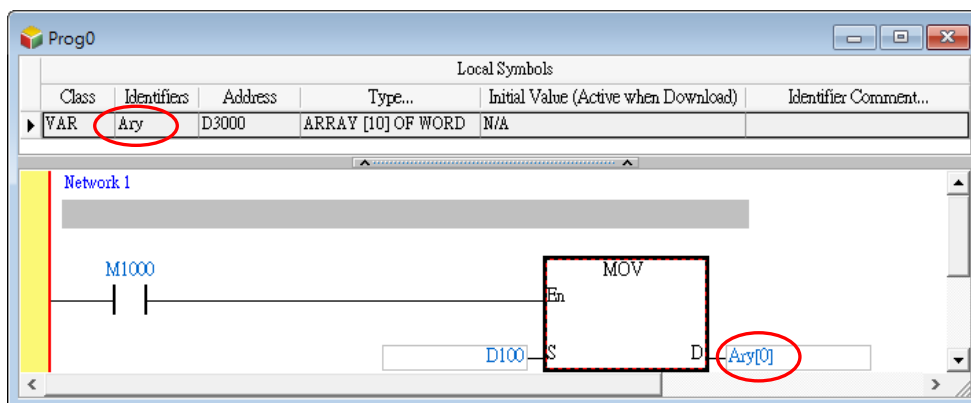 Prog0
Local Symbols
Class Identifiers Address Type... Initial Value (Active when Download) Identifier Comment...
VAR Ary D3000 ARRAY [10] OF WORD N/A
Network 1
M1000 MOV
En
D100 S D Ary[0]